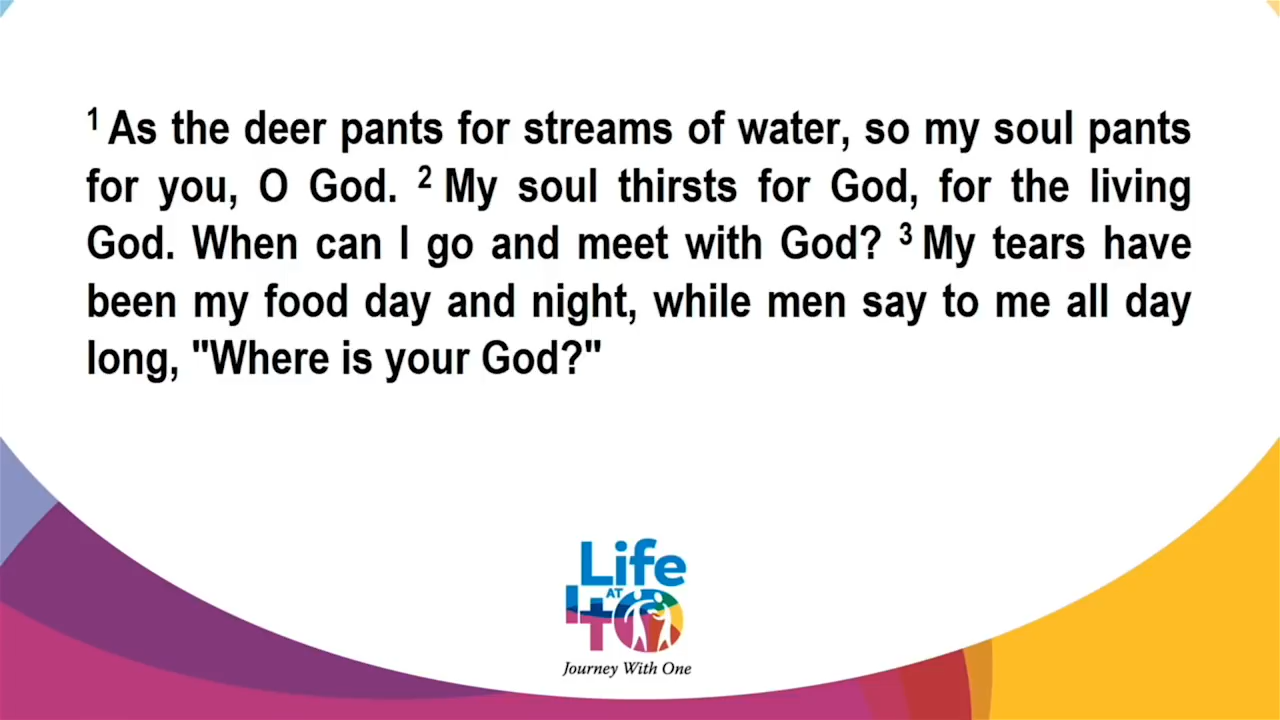 1 As the deer pants for streams of water, so my soul pants
for you, O God. 2 My soul thirsts for God, for the living
God. When can I go and meet with God? 3 My tears have
been my food day and night, while men say to me all day
long, "Where is your God?"
Life
AT
1+1
TO
Journey With One